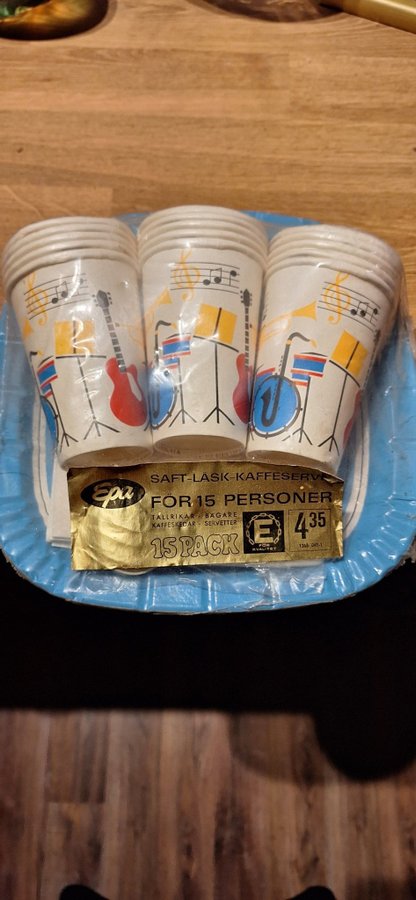 Epa
SAFT-LÄSK-KAFFESERV
FÖR 15 PERSONER
TALLRIKAR - BÄGARE
KAFFESKEDAR - SERVETTER
15 PACK
E
KVALITET
4 35